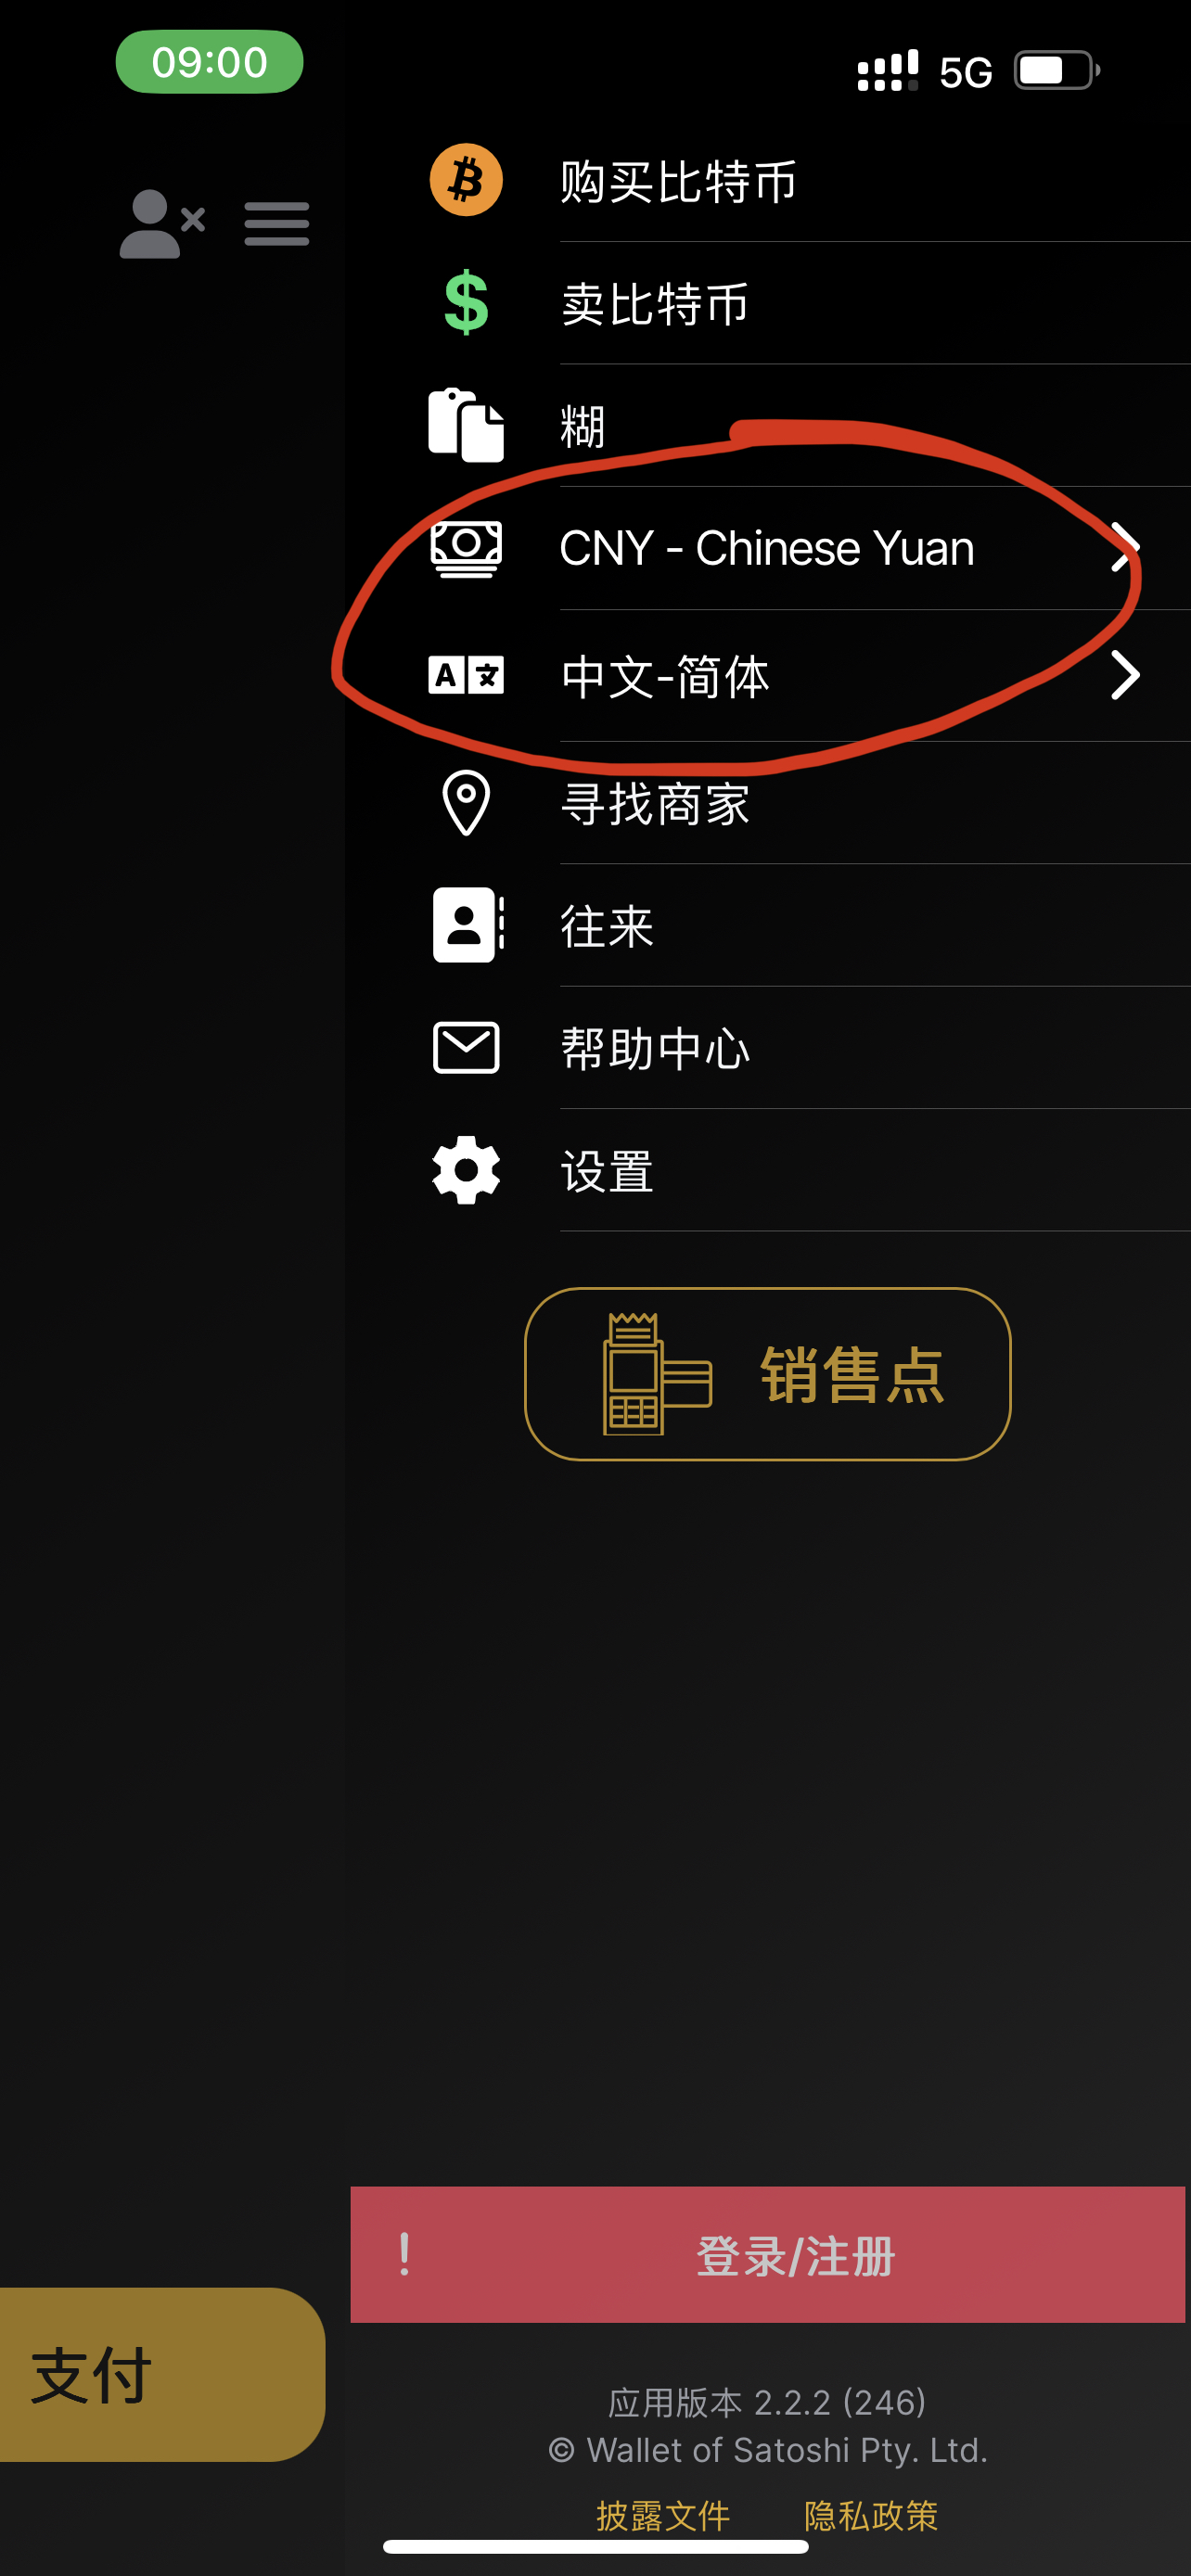 09:00
5G
购买比特币
卖比特币
糊
CNY - Chinese Yuan
A 文
中文-简体
寻找商家
往来
帮助中心
设置
销售点
! 登录/注册
支付
应用版本 2.2.2 (246)
© Wallet of Satoshi Pty. Ltd.
披露文件 隐私政策